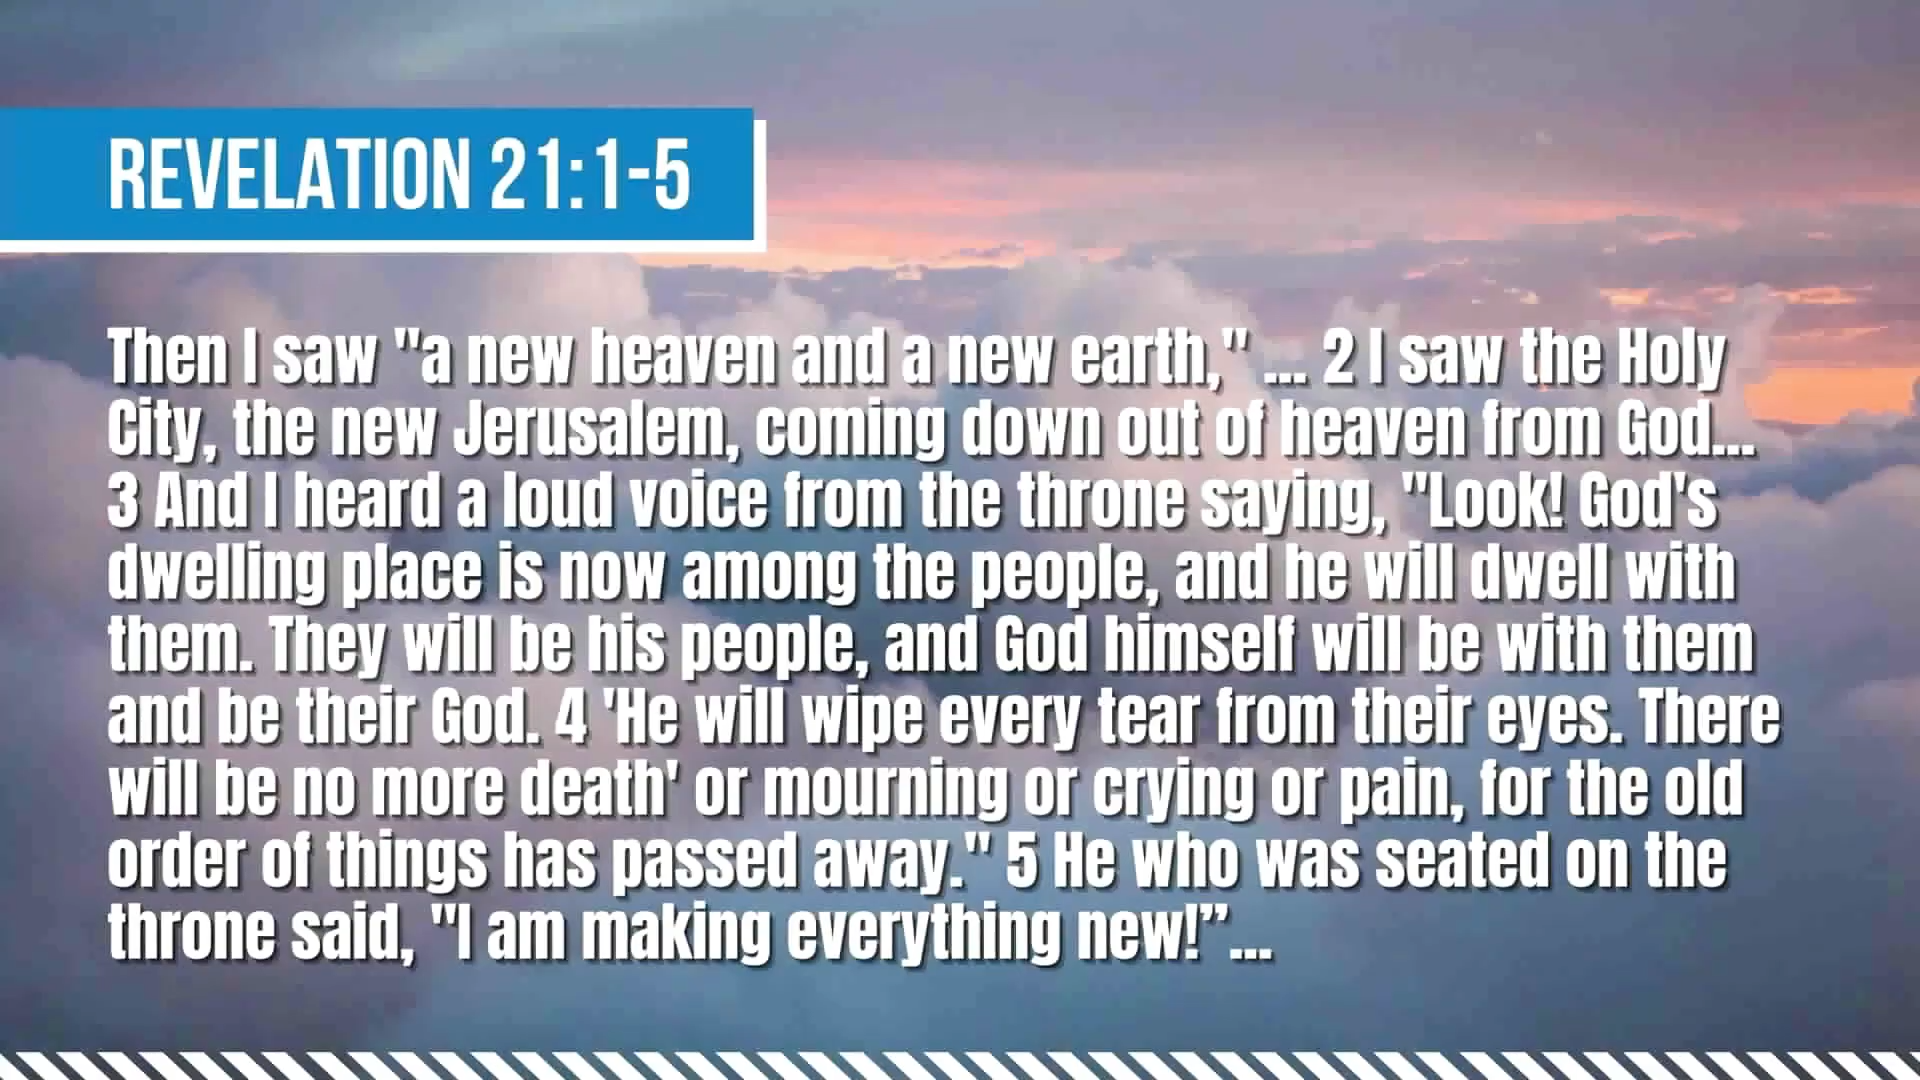 REVELATION 21:1-5
Then I saw "a new heaven and a new earth," ... 2 I saw the Holy
City, the new Jerusalem, coming down out of heaven from God...
3 And I heard a loud voice from the throne saying, "Look! God's
dwelling place is now among the people, and he will dwell with
them. They will be his people, and God himself will be with them
and be their God. 4 'He will wipe every tear from their eyes. There
will be no more death' or mourning or crying or pain, for the old
order of things has passed away." 5 He who was seated on the
throne said, "I am making everything new!”...